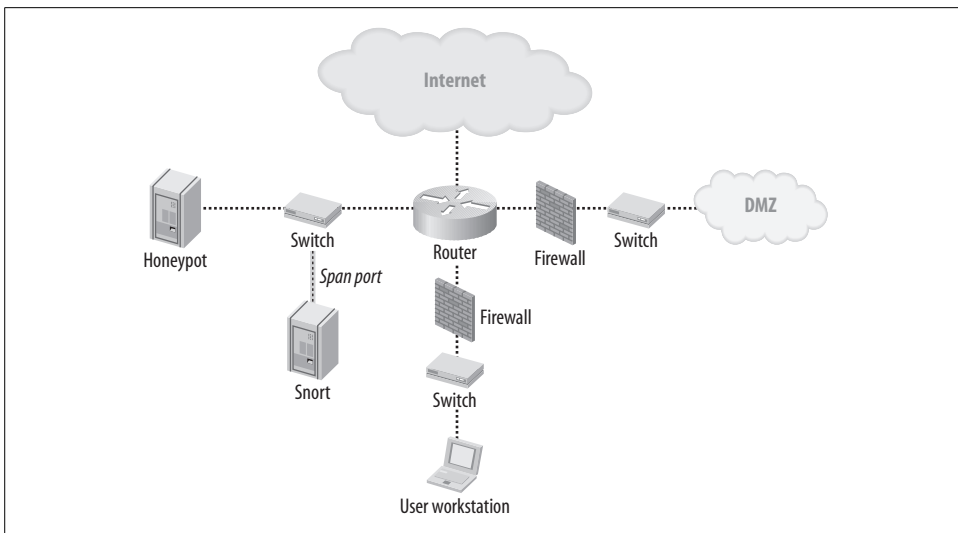 Internet
DMZ
Honeypot
Switch
Router
Firewall
Switch
Span port
Firewall
Snort
Switch
User workstation